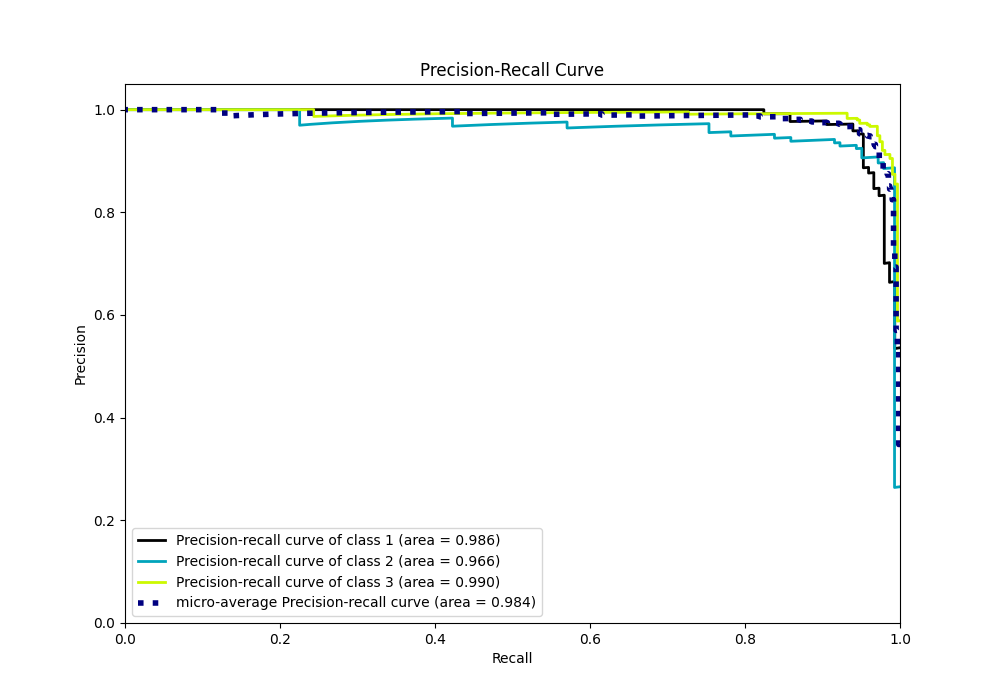 Precision-Recall Curve
1.0
0.8
0.6
0.4
0.2
0.0
Precision
Precision-recall curve of class 1 (area = 0.986)
Precision-recall curve of class 2 (area = 0.966)
Precision-recall curve of class 3 (area = 0.990)
micro-average Precision-recall curve (area = 0.984)
0.0 0.2 0.4 0.6 0.8 1.0
Recall